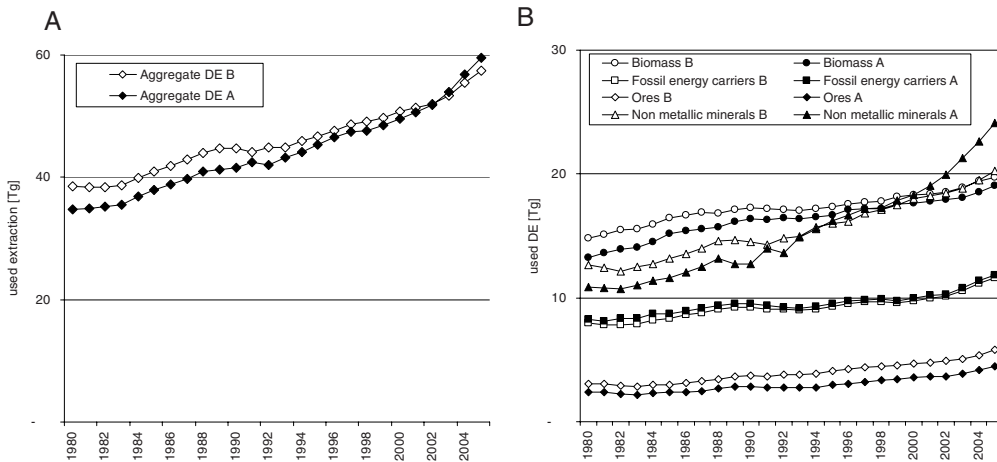 A
60
40
20
-
used extraction [Tg]
Aggregate DE B
Aggregate DE A
1980
1982
1984
1986
1988
1990
1992
1994
1996
1998
2000
2002
2004
B
30
20
10
-
used DE [Tg]
Biomass B
Biomass A
Fossil energy carriers B
Fossil energy carriers A
Ores B
Ores A
Non metallic minerals B
Non metallic minerals A
1980
1982
1984
1986
1988
1990
1992
1994
1996
1998
2000
2002
2004